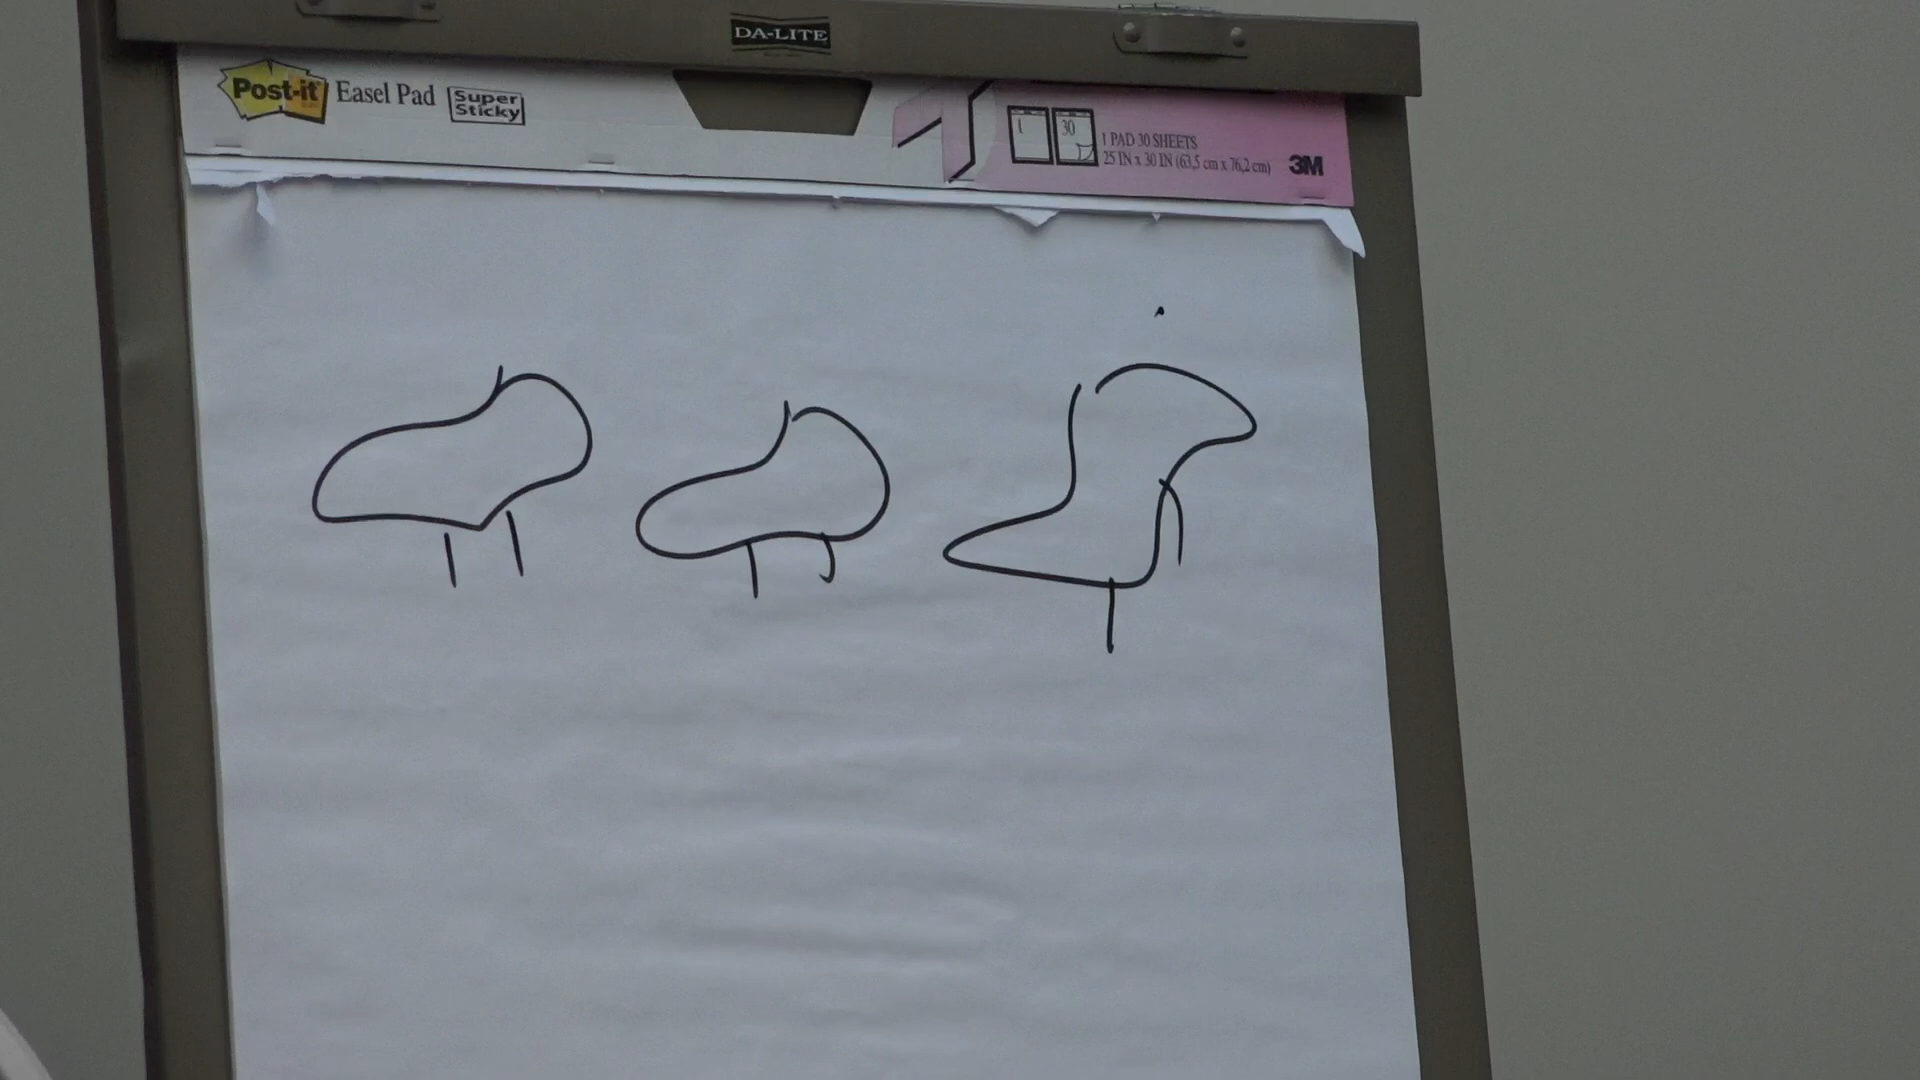 DA-LITE
Post-it Easel Pad Super Sticky
1 30
1 PAD 30 SHEETS
25 IN x 30 IN (63,5 cm x 76,2 cm)
3M